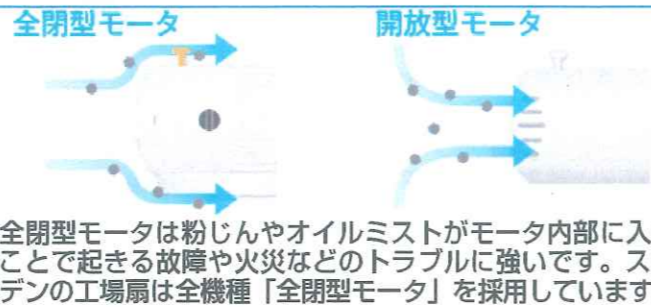 全閉型モータ
開放型モータ
全閉型モータは粉じんやオイルミストがモータ内部に入
ことで起きる故障や火災などのトラブルに強いです。ス
デンの工場扇は全機種「全閉型モータ」を採用しています